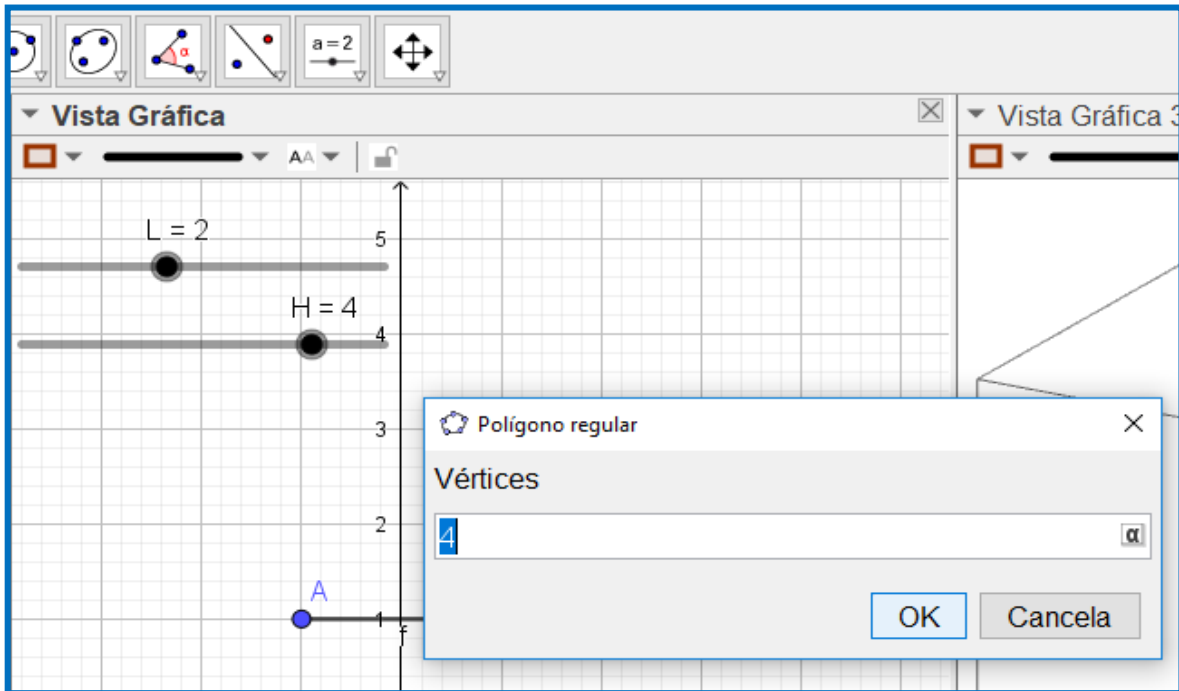 α
a = 2
Vista Gráfica
Vista Gráfica 3
AA
L = 2
5
H = 4
4
3
Polígono regular
Vértices
2
4
α
A
OK
Cancela
1
f